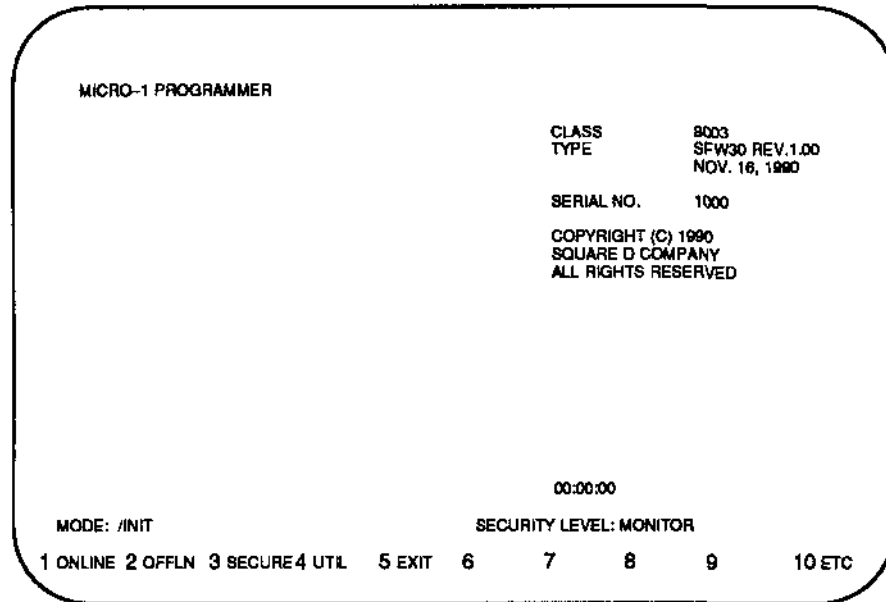 MICRO-1 PROGRAMMER
CLASS 8003
TYPE SFW30 REV.1.00
NOV. 16, 1990
SERIAL NO. 1000
COPYRIGHT (C) 1990
SQUARE D COMPANY
ALL RIGHTS RESERVED
00:00:00
MODE: /INIT SECURITY LEVEL: MONITOR
1 ONLINE 2 OFFLN 3 SECURE 4 UTIL 5 EXIT 6 7 8 9 10 ETC